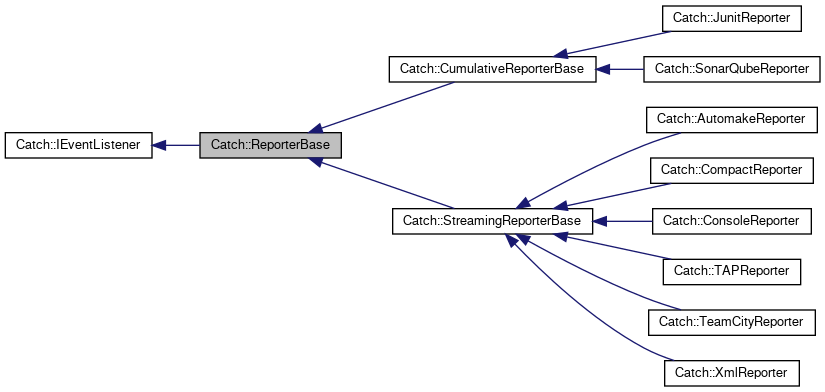 Catch::JunitReporter
Catch::CumulativeReporterBase
Catch::SonarQubeReporter
Catch::AutomakeReporter
Catch::IEventListener
Catch::ReporterBase
Catch::CompactReporter
Catch::StreamingReporterBase
Catch::ConsoleReporter
Catch::TAPReporter
Catch::TeamCityReporter
Catch::XmlReporter